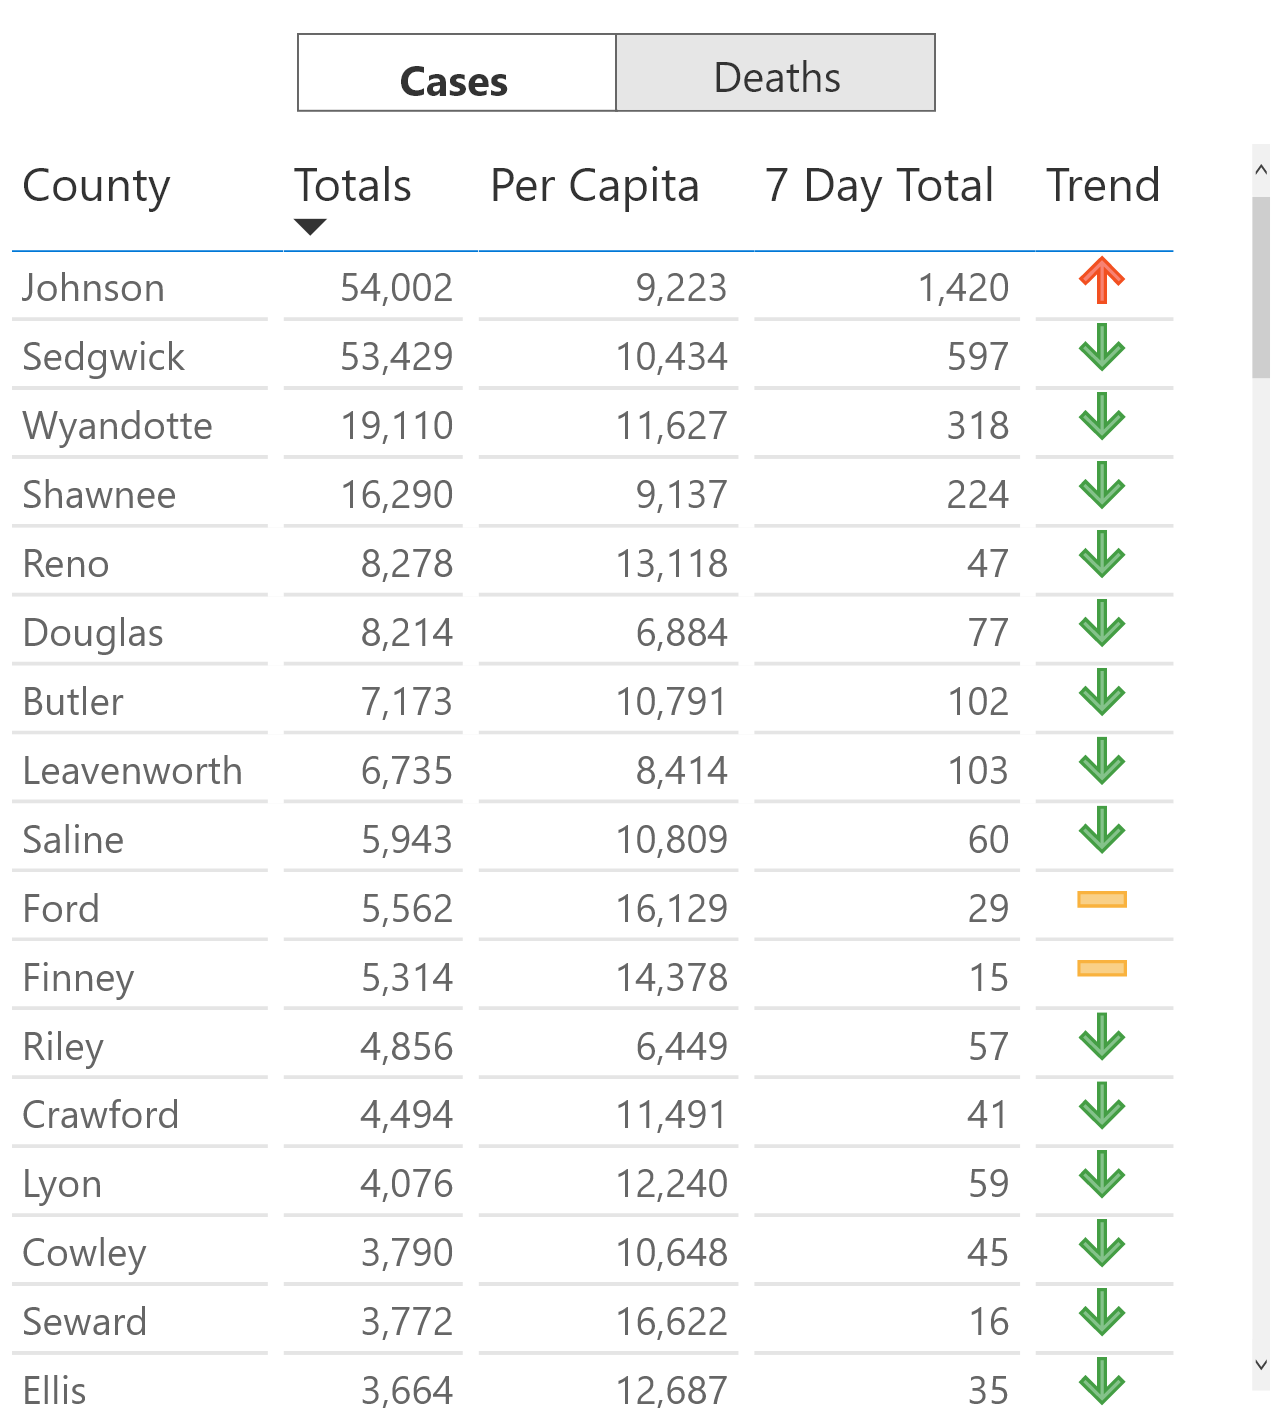 Cases Deaths
County Totals Per Capita 7 Day Total Trend
Johnson 54,002 9,223 1,420
Sedgwick 53,429 10,434 597
Wyandotte 19,110 11,627 318
Shawnee 16,290 9,137 224
Reno 8,278 13,118 47
Douglas 8,214 6,884 77
Butler 7,173 10,791 102
Leavenworth 6,735 8,414 103
Saline 5,943 10,809 60
Ford 5,562 16,129 29
Finney 5,314 14,378 15
Riley 4,856 6,449 57
Crawford 4,494 11,491 41
Lyon 4,076 12,240 59
Cowley 3,790 10,648 45
Seward 3,772 16,622 16
Ellis 3,664 12,687 35